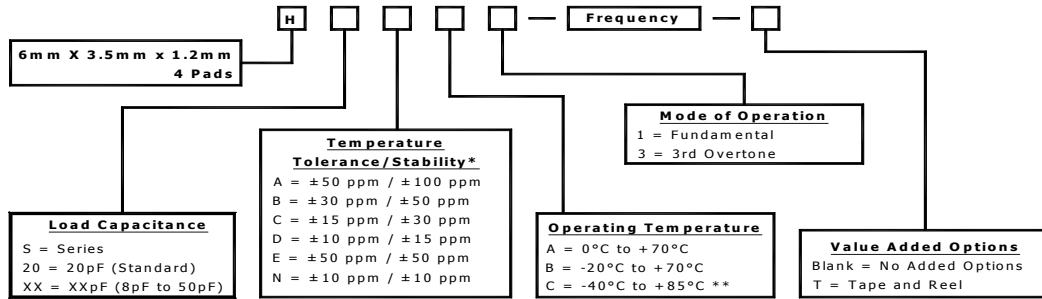 H — Frequency —
6mm X 3.5mm x 1.2mm
4 Pads
Mode of Operation
1 = Fundamental
3 = 3rd Overtone
Temperature
Tolerance/Stability*
A = ±50 ppm / ±100 ppm
B = ±30 ppm / ±50 ppm
C = ±15 ppm / ±30 ppm
D = ±10 ppm / ±15 ppm
E = ±50 ppm / ±50 ppm
N = ±10 ppm / ±10 ppm
Load Capacitance
S = Series
20 = 20pF (Standard)
XX = XXpF (8pF to 50pF)
Operating Temperature
A = 0°C to +70°C
B = -20°C to +70°C
C = -40°C to +85°C **
Value Added Options
Blank = No Added Options
T = Tape and Reel